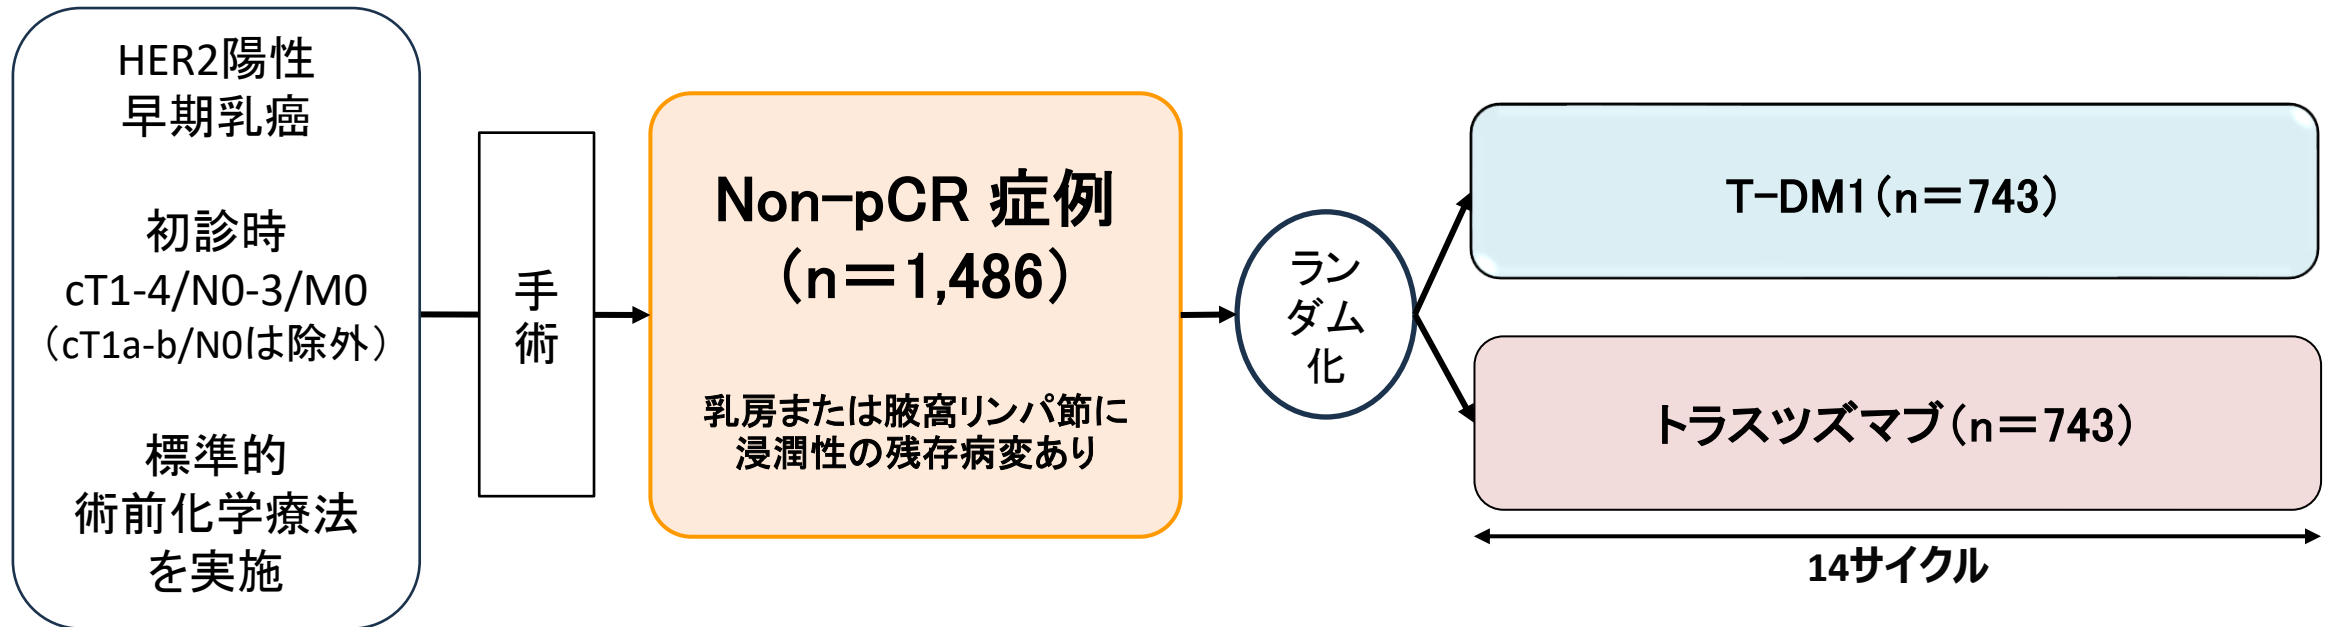 HER2陽性
早期乳癌
初診時
cT1-4/N0-3/M0
（cT1a-b/N0は除外）
標準的
術前化学療法
を実施
手
術
Non-pCR 症例
（n＝1,486）
乳房または腋窩リンパ節に
浸潤性の残存病変あり
ラン
ダム
化
T-DM1（n＝743）
トラスツズマブ（n＝743）
14サイクル